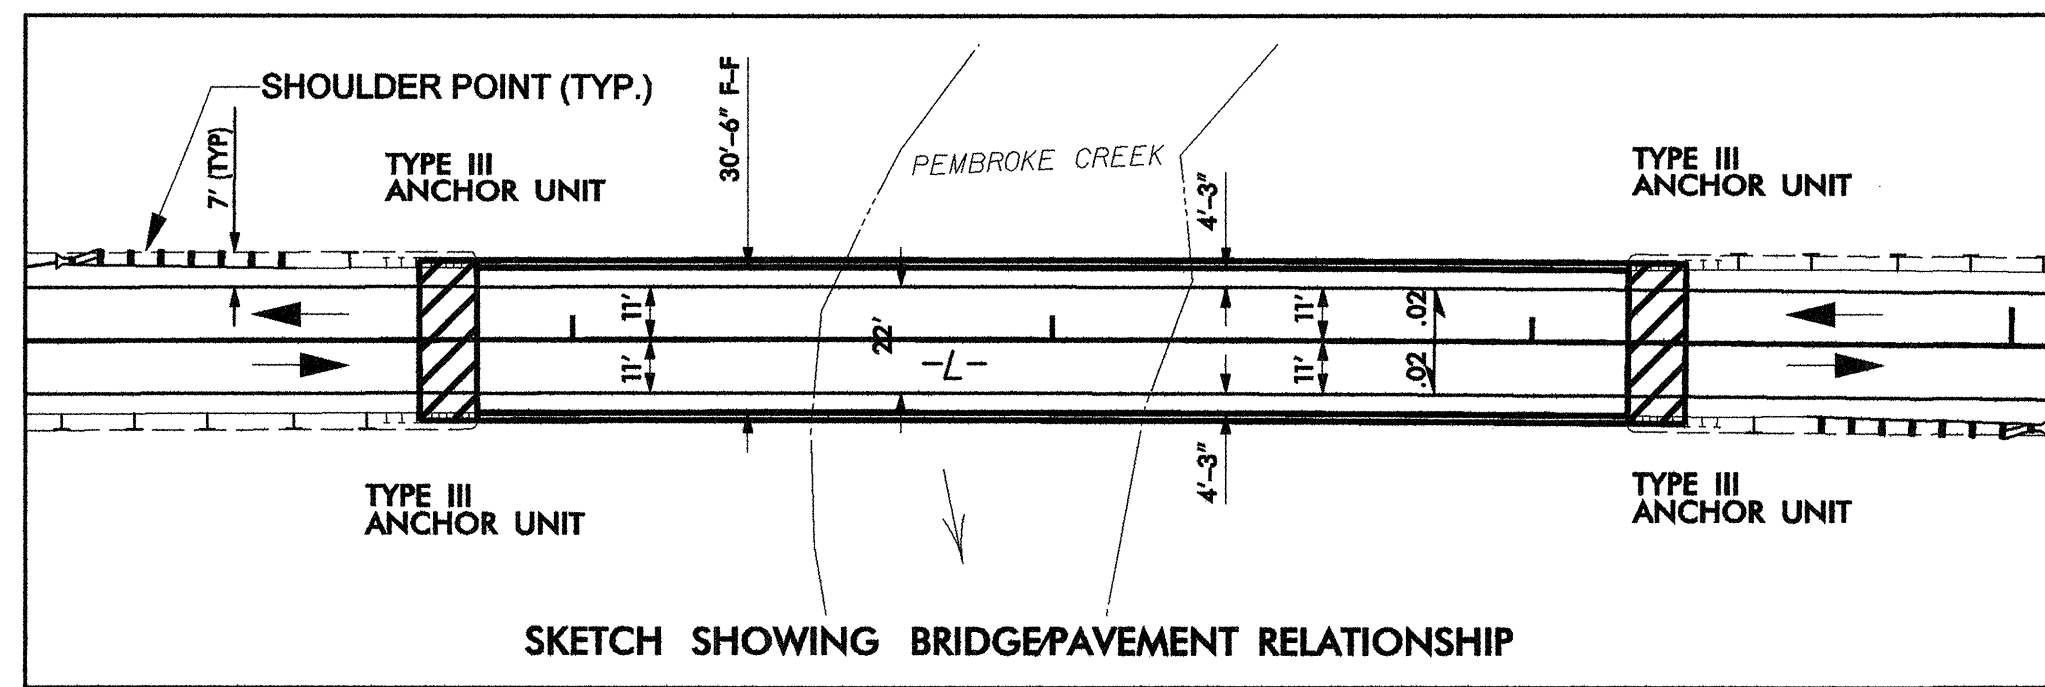 SHOULDER POINT (TYP.)
7' (TYP)
TYPE III
ANCHOR UNIT
30'-6" F-F
PEMBROKE CREEK
4'-3"
TYPE III
ANCHOR UNIT
11'
11'
22'
-L-
11'
11'
.02
.02
4'-3"
TYPE III
ANCHOR UNIT
TYPE III
ANCHOR UNIT
SKETCH SHOWING BRIDGE/PAVEMENT RELATIONSHIP